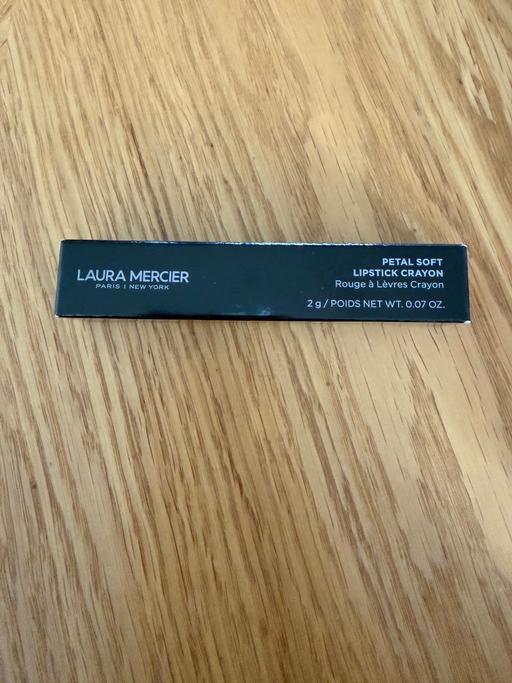 LAURA MERCIER
PARIS | NEW YORK
PETAL SOFT
LIPSTICK CRAYON
Rouge à Lèvres Crayon
2 g / POIDS NET WT. 0.07 OZ.